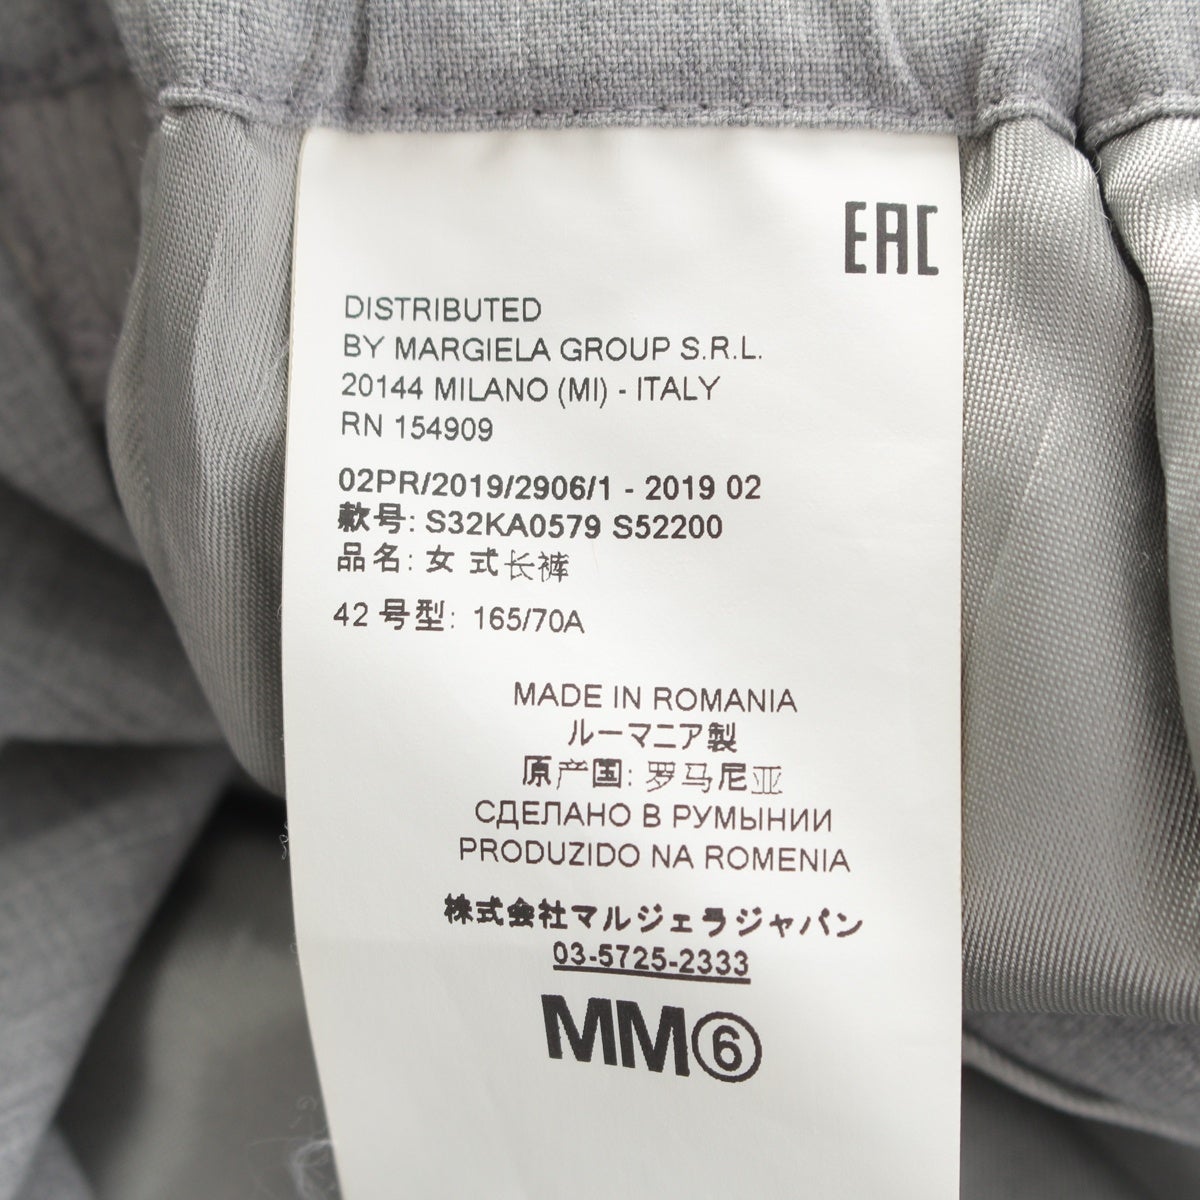 EAC
DISTRIBUTED
BY MARGIELA GROUP S.R.L.
20144 MILANO (MI) - ITALY
RN 154909
02PR/2019/2906/1 - 2019 02
款号: S32KA0579 S52200
品名: 女 式长裤
42 号型: 165/70A
MADE IN ROMANIA
ルーマニア製
原产国: 罗马尼亚
СДЕЛАНО В РУМЫНИИ
PRODUZIDO NA ROMENIA
株式会社マルジェラジャパン
03-5725-2333
MM⑥